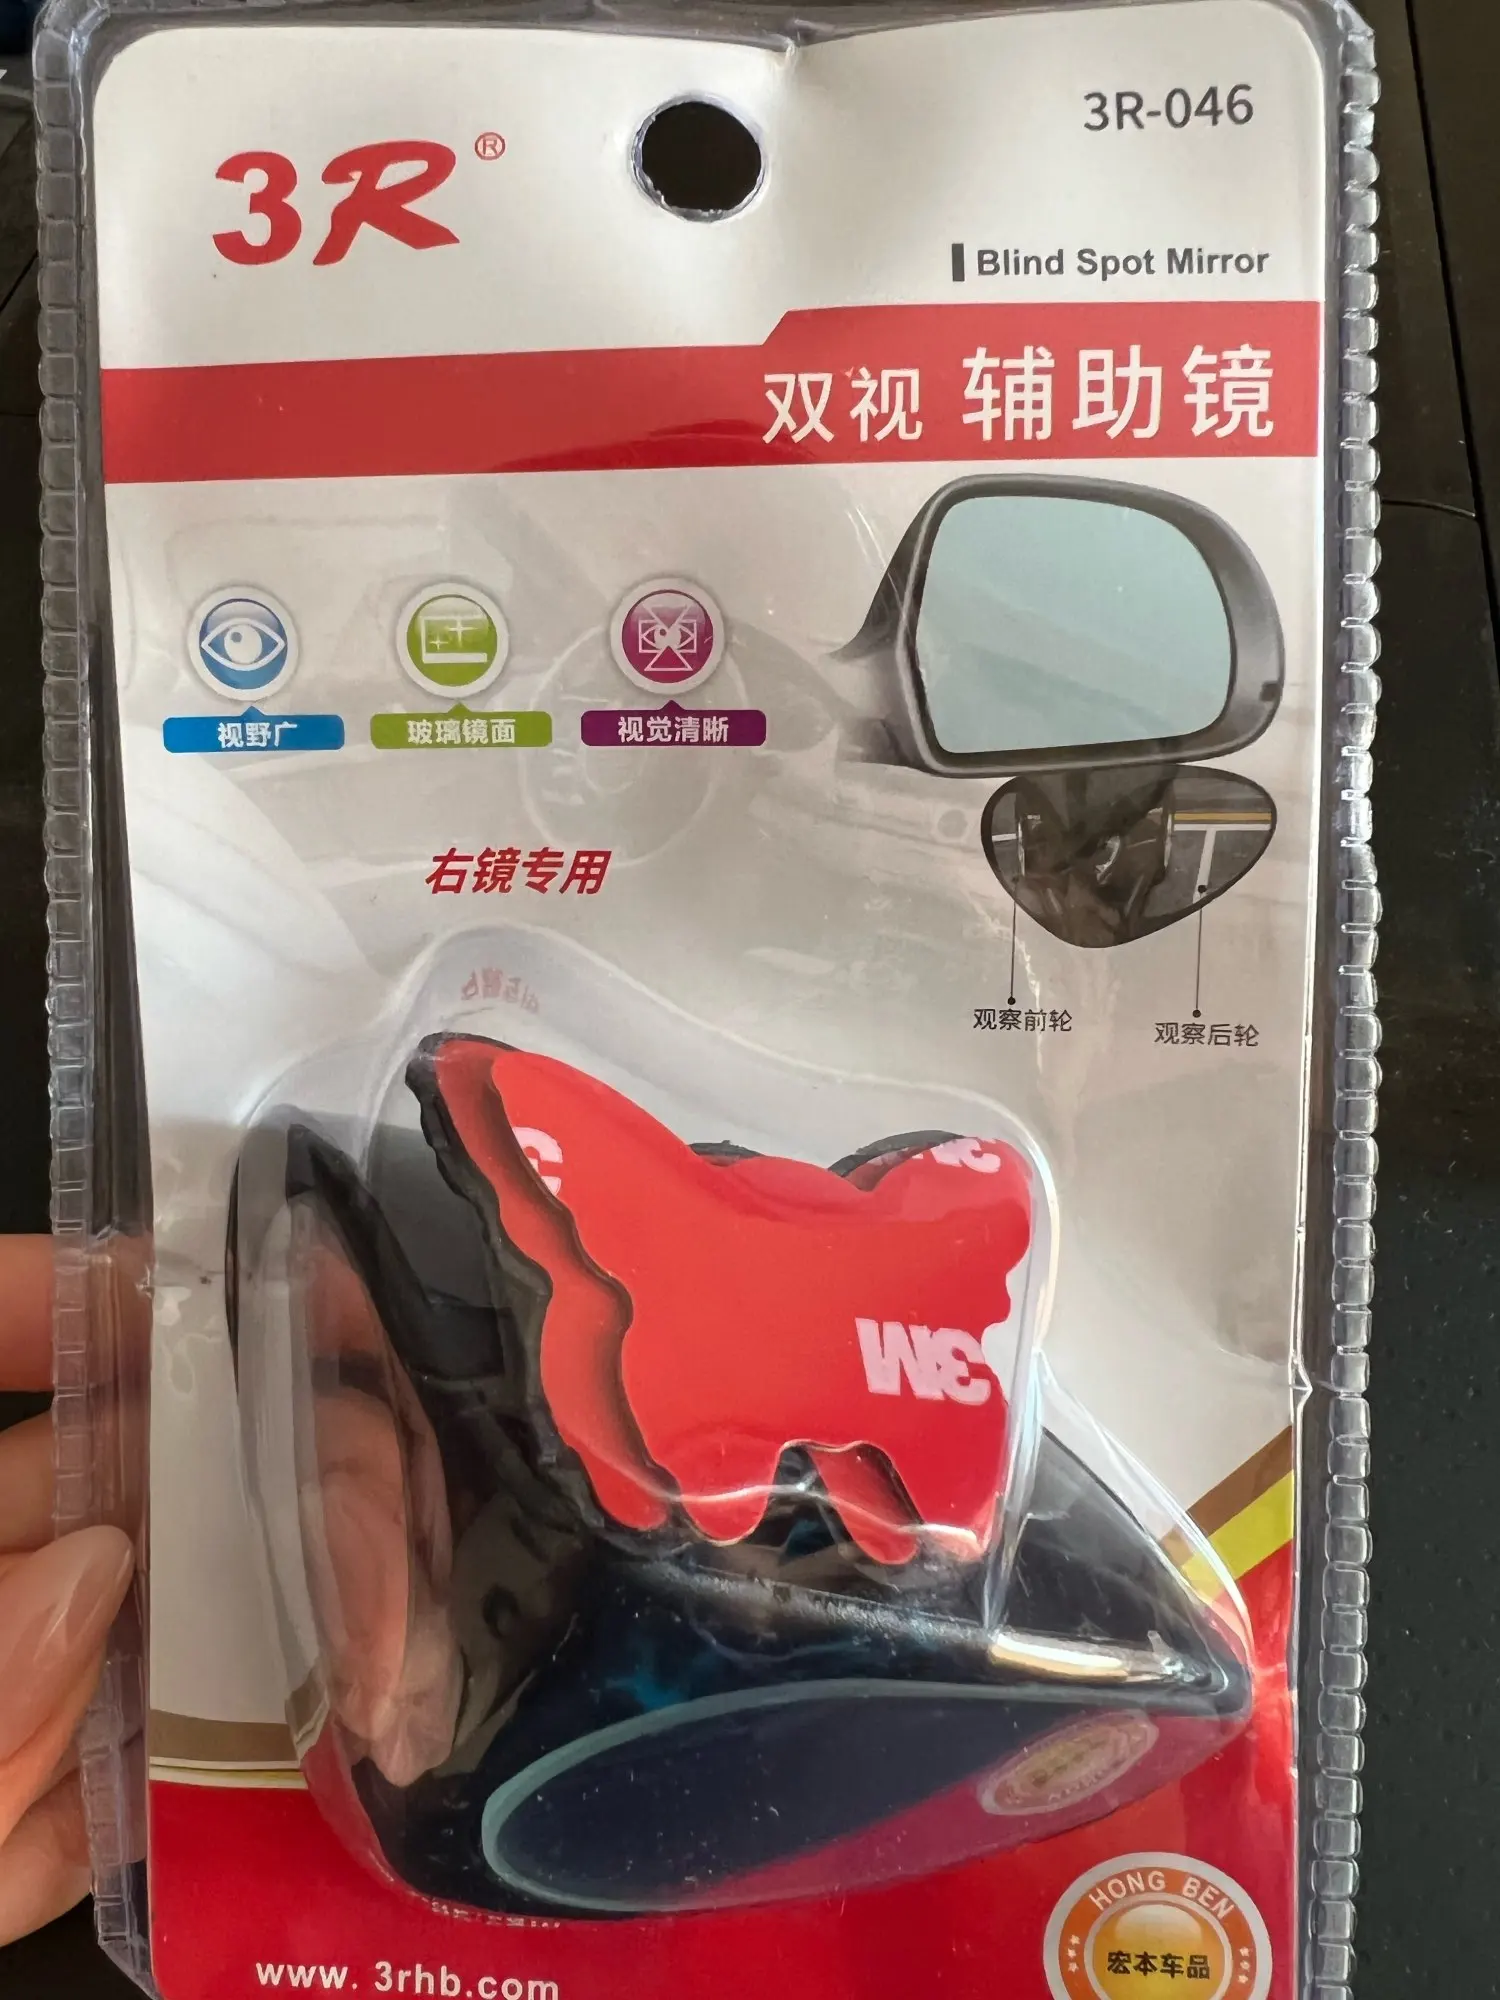 3R®
3R-046
Blind Spot Mirror
双视 辅助镜
视野广
玻璃镜面
视觉清晰
右镜专用
观察前轮
观察后轮
3M
3M
www.3rhb.com
HONG BEN
宏本车品